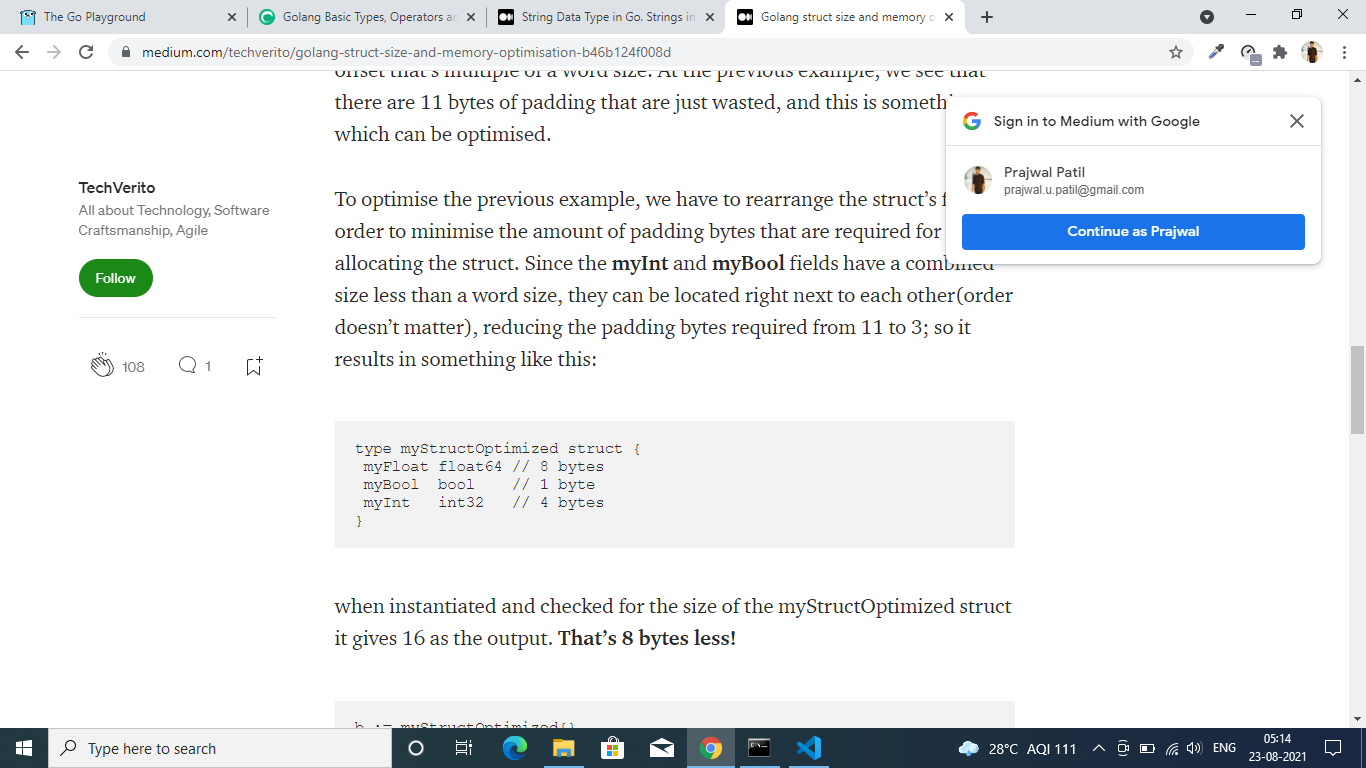 The Go Playground
Golang Basic Types, Operators an
String Data Type in Go. Strings in
Golang struct size and memory o
medium.com/techverito/golang-struct-size-and-memory-optimisation-b46b124f008d
offset that's multiple of a word size. At the previous example, we see that
there are 11 bytes of padding that are just wasted, and this is somethi
which can be optimised.
Sign in to Medium with Google
Prajwal Patil
prajwal.u.patil@gmail.com
Continue as Prajwal
TechVerito
All about Technology, Software
Craftsmanship, Agile
Follow
108
1
To optimise the previous example, we have to rearrange the struct’s f
order to minimise the amount of padding bytes that are required for
allocating the struct. Since the myInt and myBool fields have a combined
size less than a word size, they can be located right next to each other(order
doesn’t matter), reducing the padding bytes required from 11 to 3; so it
results in something like this:
type myStructOptimized struct {
myFloat float64 // 8 bytes
myBool bool // 1 byte
myInt int32 // 4 bytes
}
when instantiated and checked for the size of the myStructOptimized struct
it gives 16 as the output. That’s 8 bytes less!
b := myStructOptimized{}
Type here to search
28°C AQI 111
ENG
05:14
23-08-2021